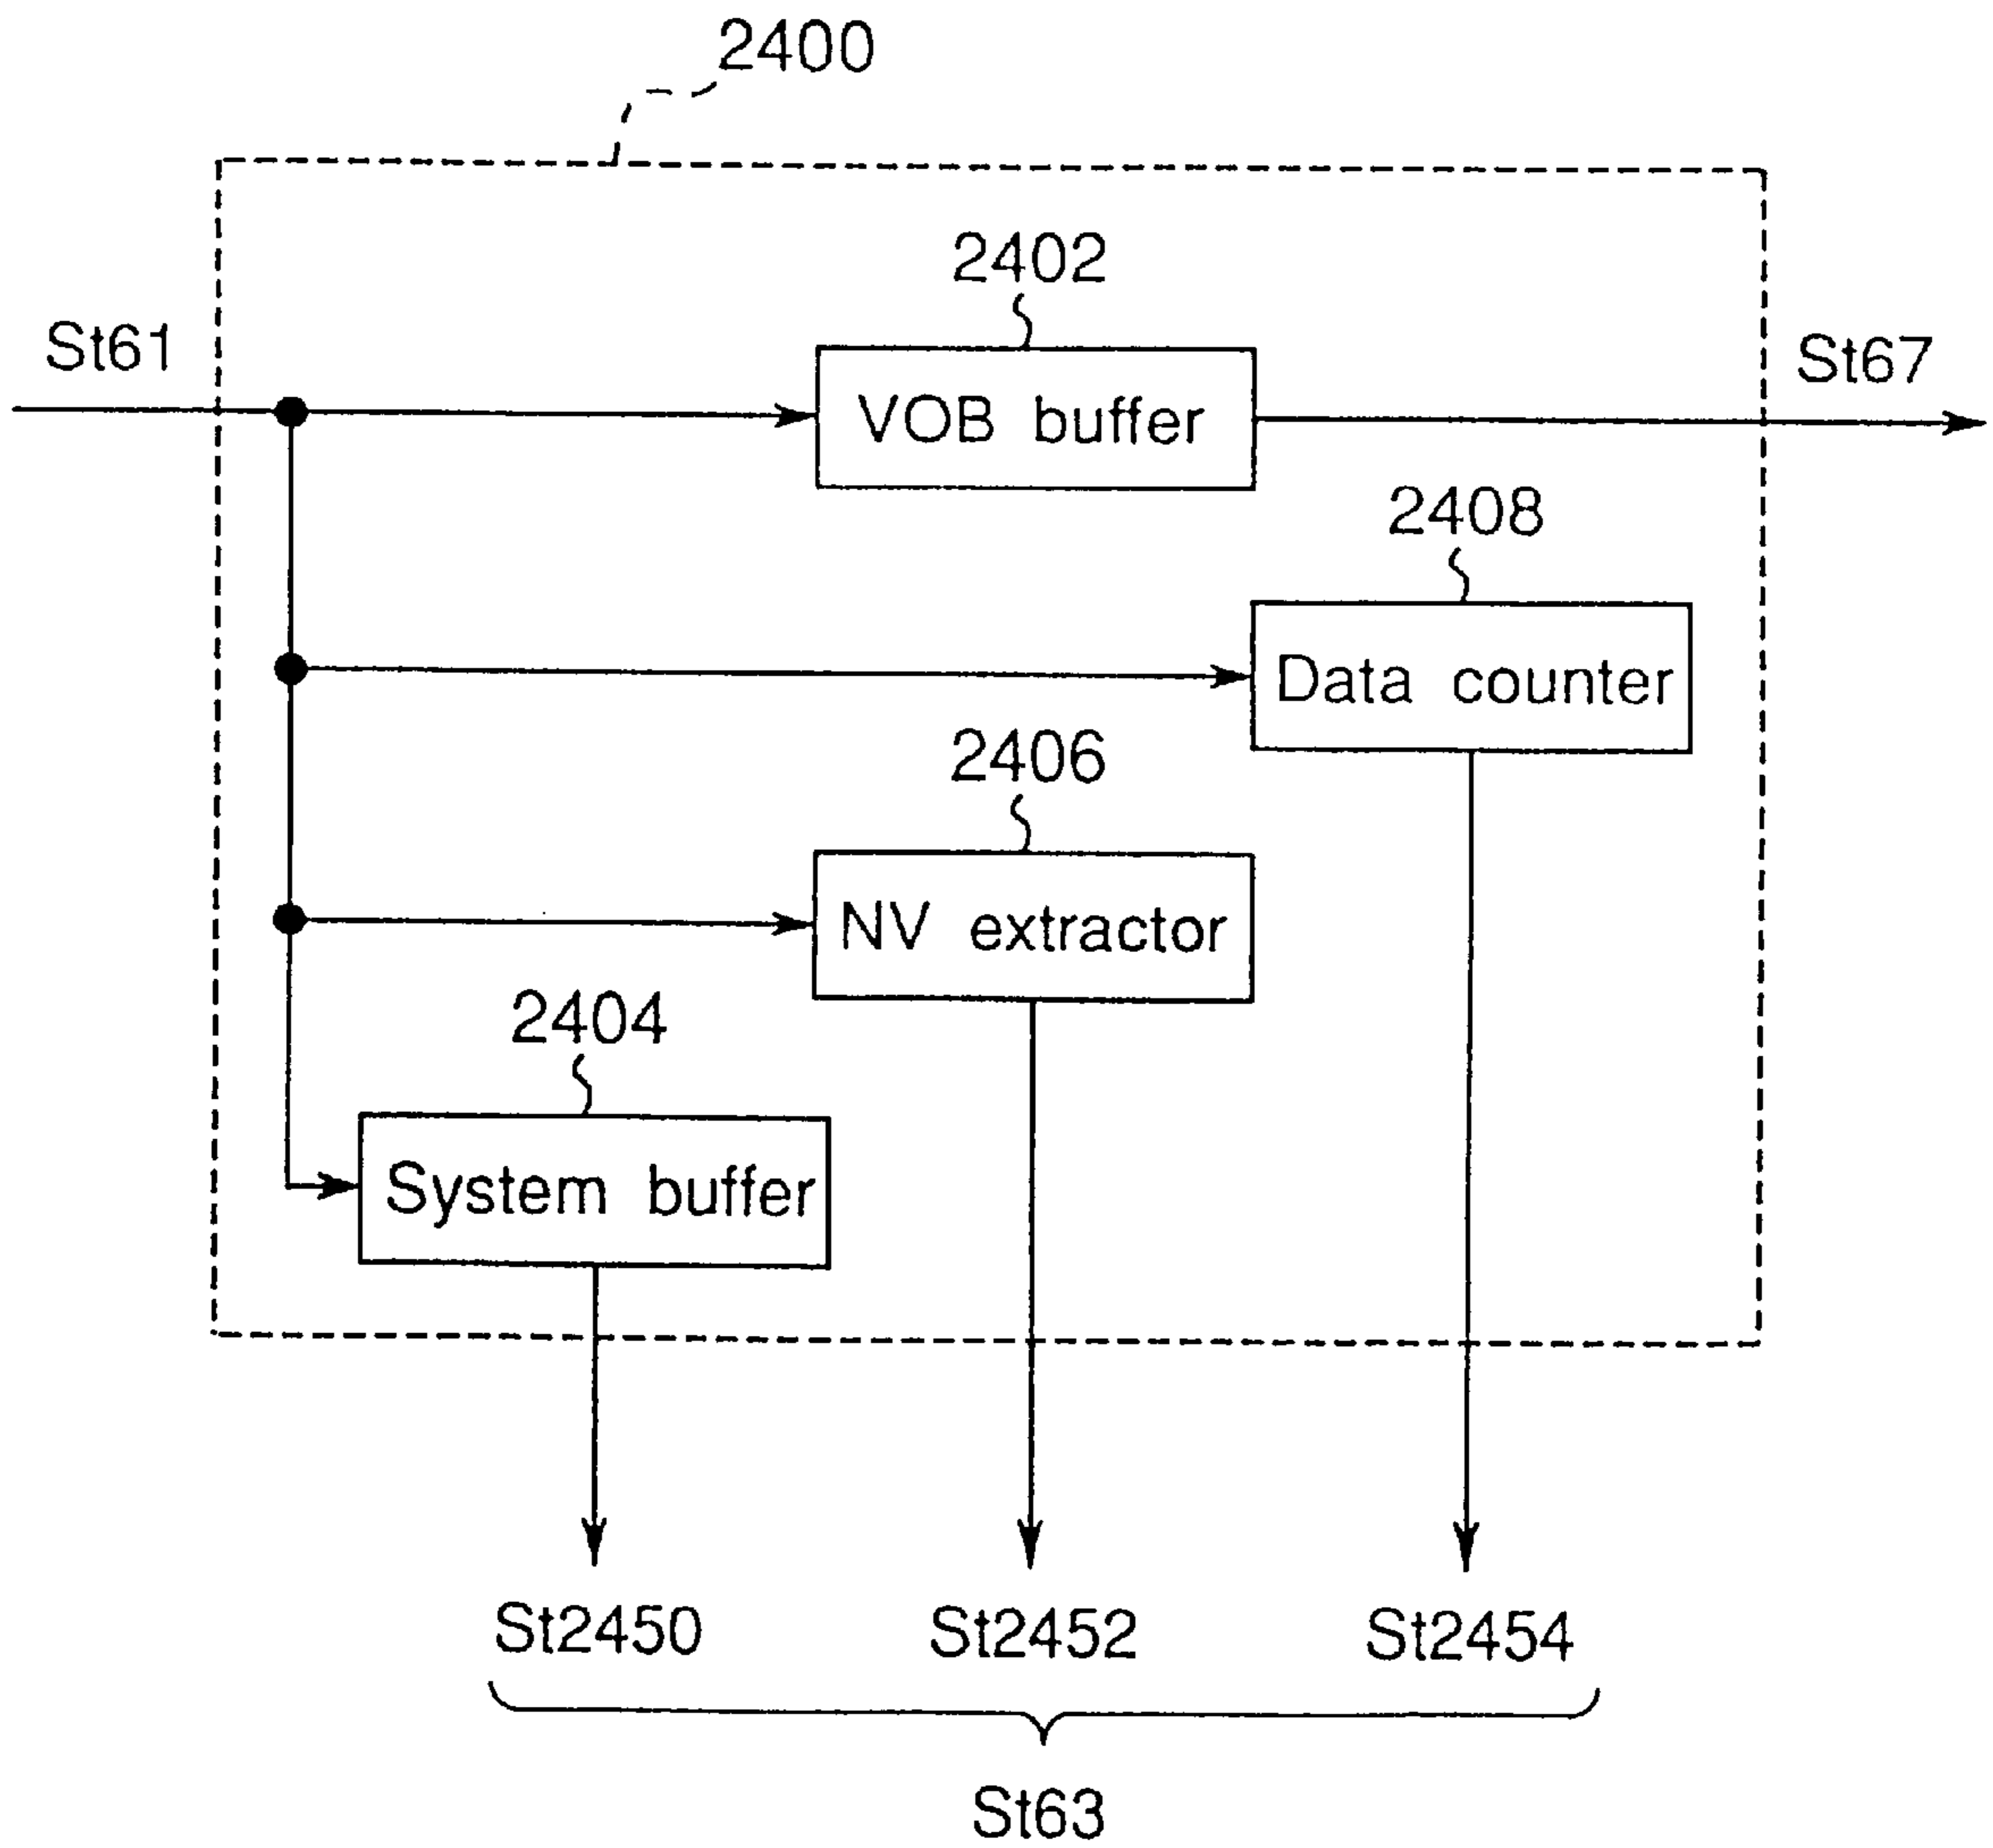 2400
2402
St61
VOB buffer
St67
2408
Data counter
2406
NV extractor
2404
System buffer
St2450
St2452
St2454
St63